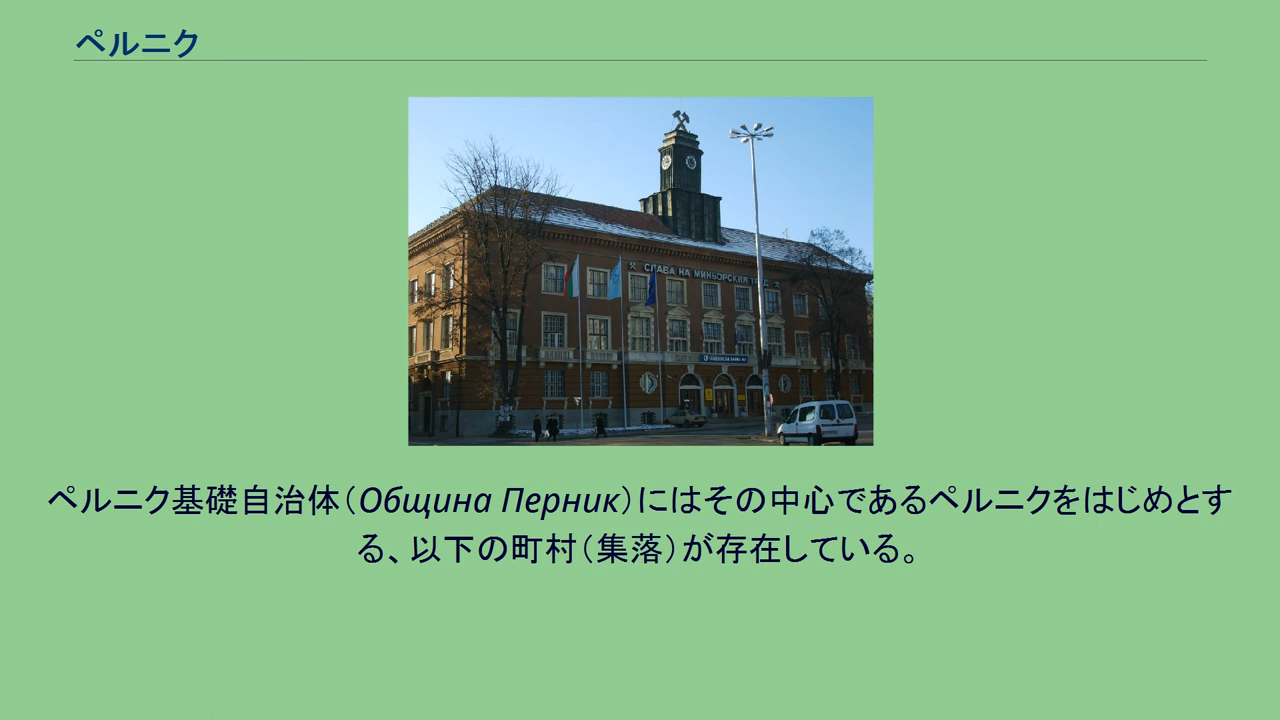 ペルニク
СЛАВА НА МИНЬОРСКИЯ ТРУД
ペルニク基礎自治体（Община Перник）にはその中心であるペルニクをはじめとす
る、以下の町村（集落）が存在している。